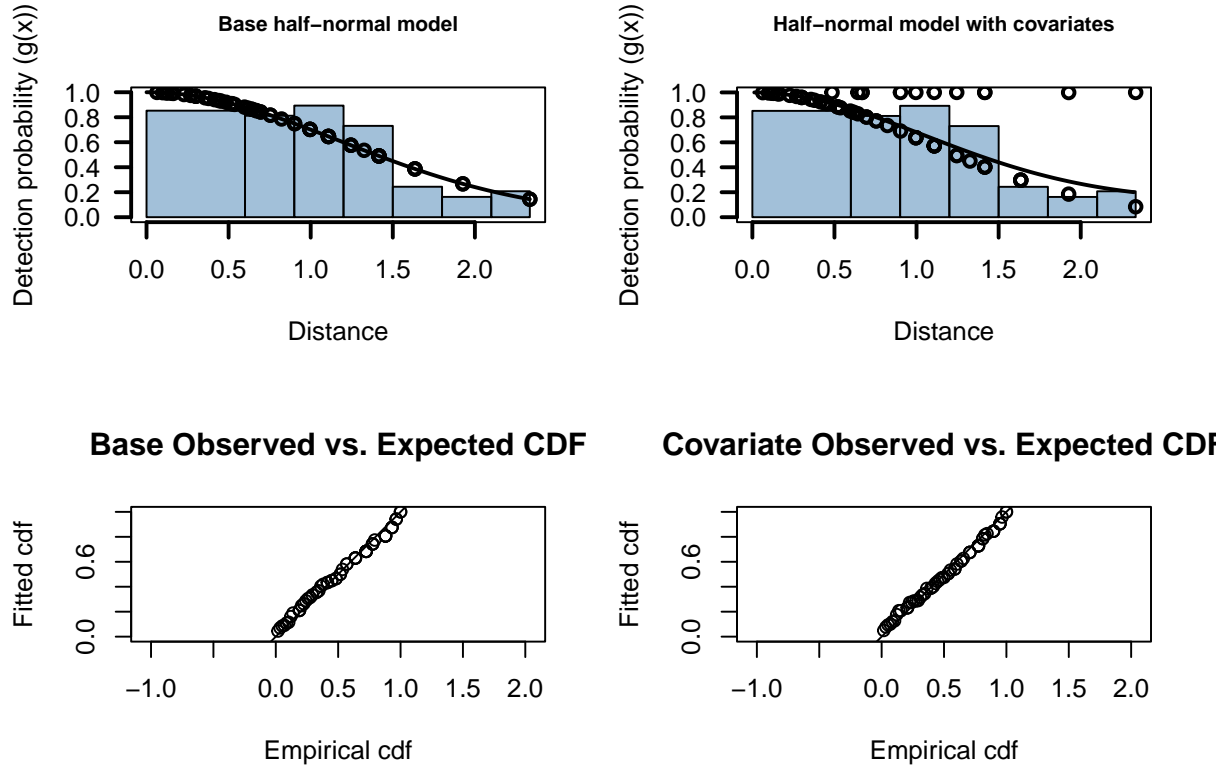 Base half−normal model
Detection probability (g(x))
1.0
0.8
0.6
0.4
0.2
0.0
0.0 0.5 1.0 1.5 2.0
Distance
Half−normal model with covariates
Detection probability (g(x))
1.0
0.8
0.6
0.4
0.2
0.0
0.0 0.5 1.0 1.5 2.0
Distance
Base Observed vs. Expected CDF
Fitted cdf
0.6
0.0
−1.0 0.0 0.5 1.0 1.5 2.0
Empirical cdf
Covariate Observed vs. Expected CDF
Fitted cdf
0.6
0.0
−1.0 0.0 0.5 1.0 1.5 2.0
Empirical cdf